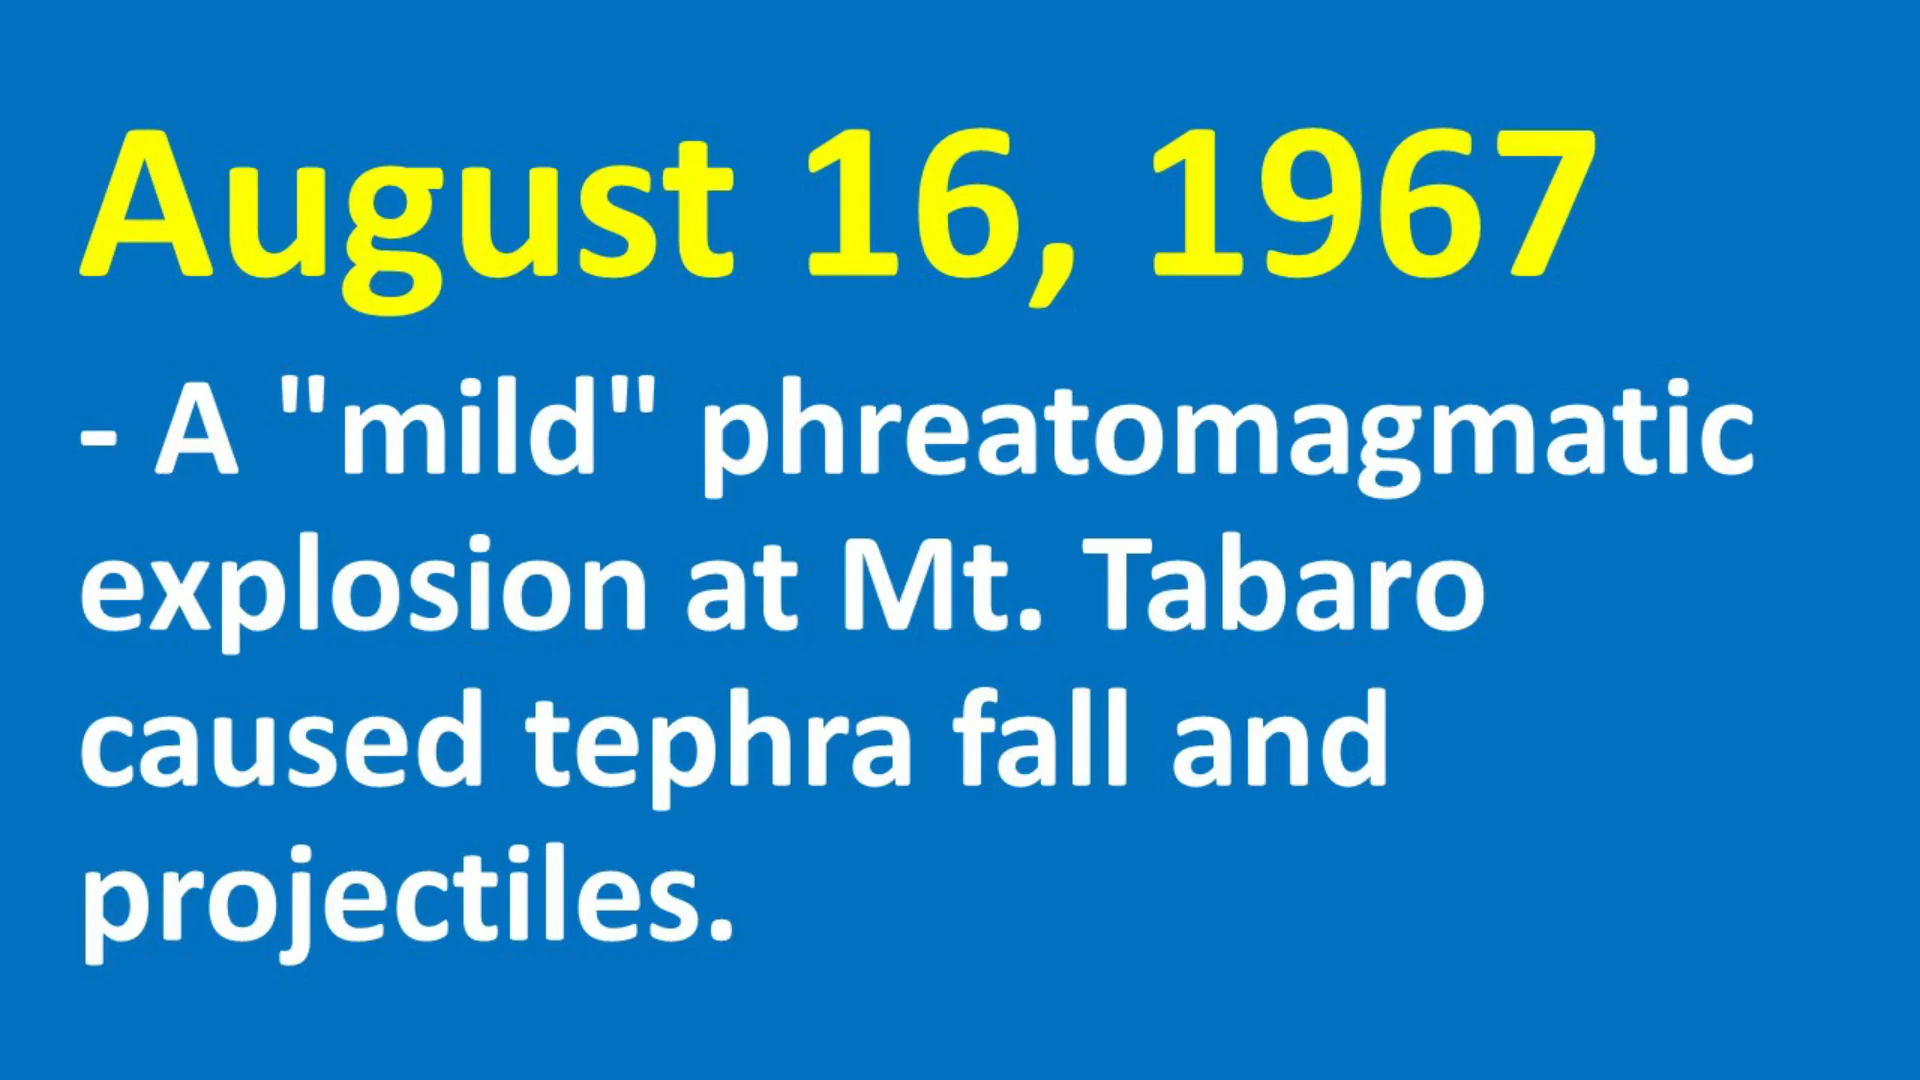 August 16, 1967
- A "mild" phreatomagmatic
explosion at Mt. Tabaro
caused tephra fall and
projectiles.